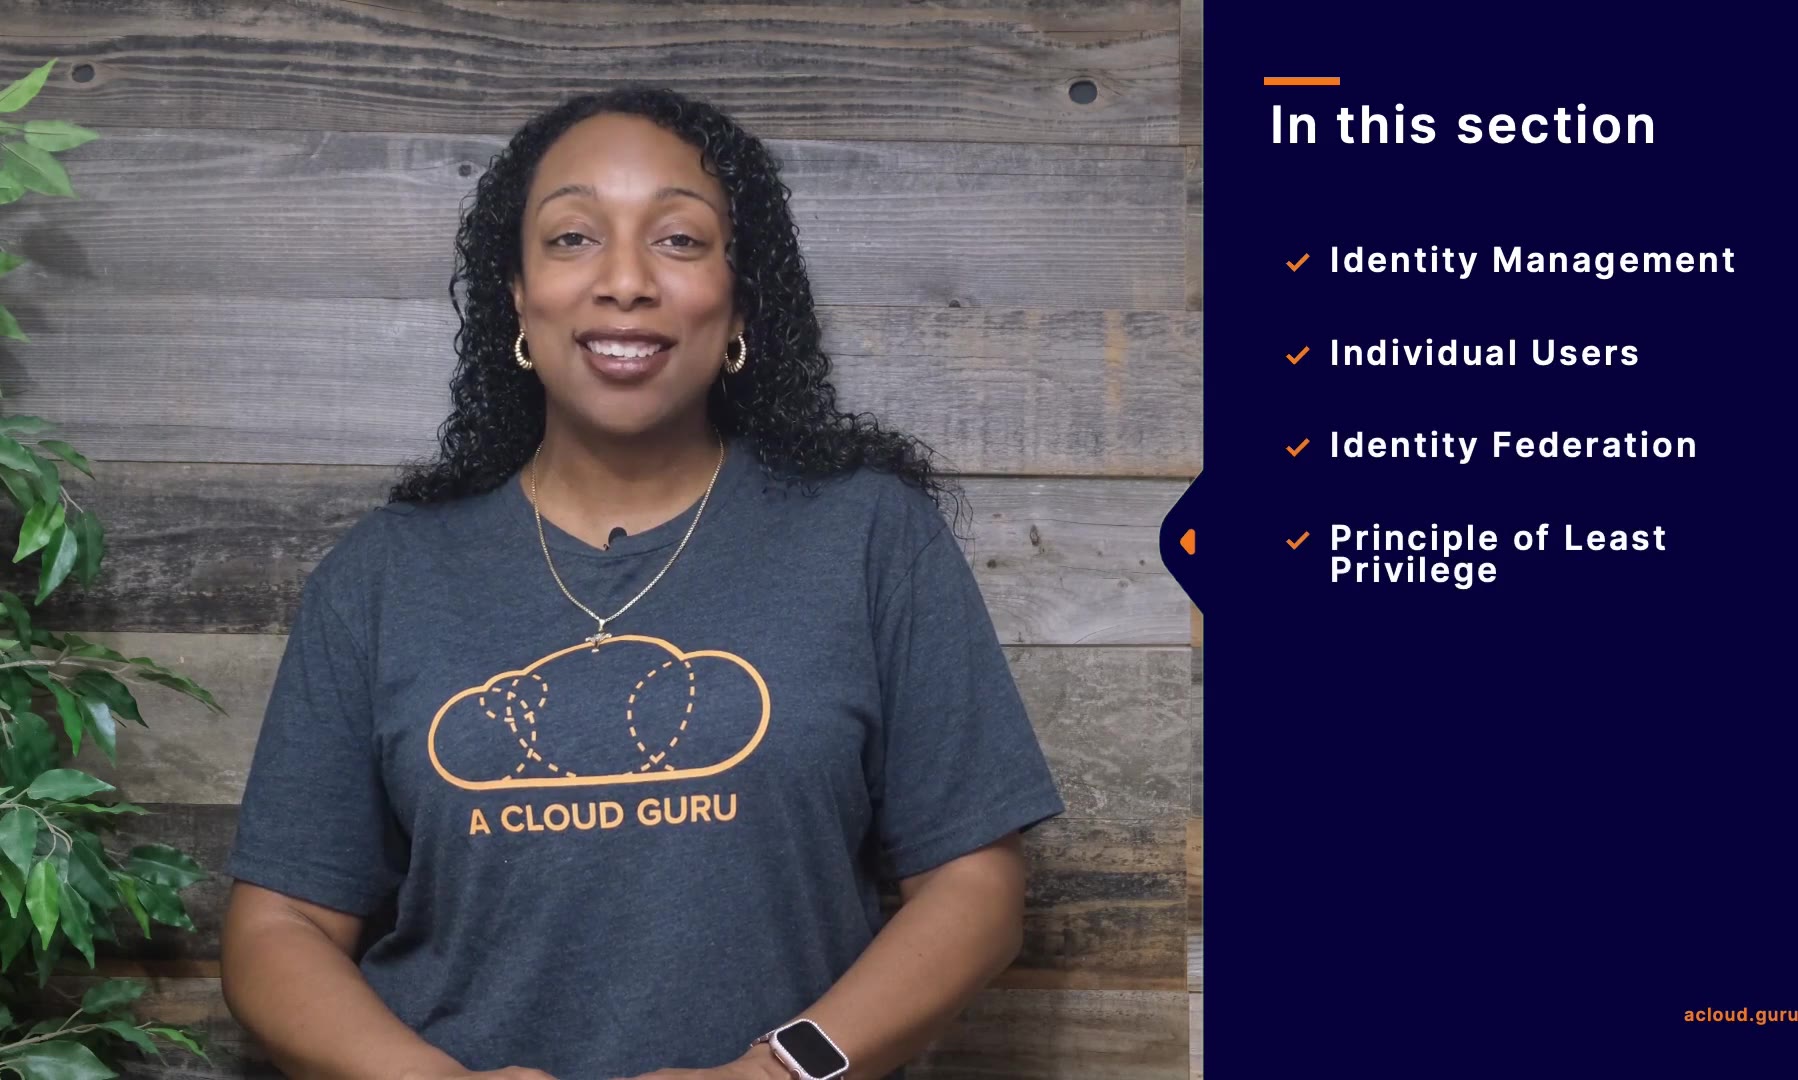 In this section
Identity Management
Individual Users
Identity Federation
Principle of Least
Privilege
A CLOUD GURU
acloud.guru